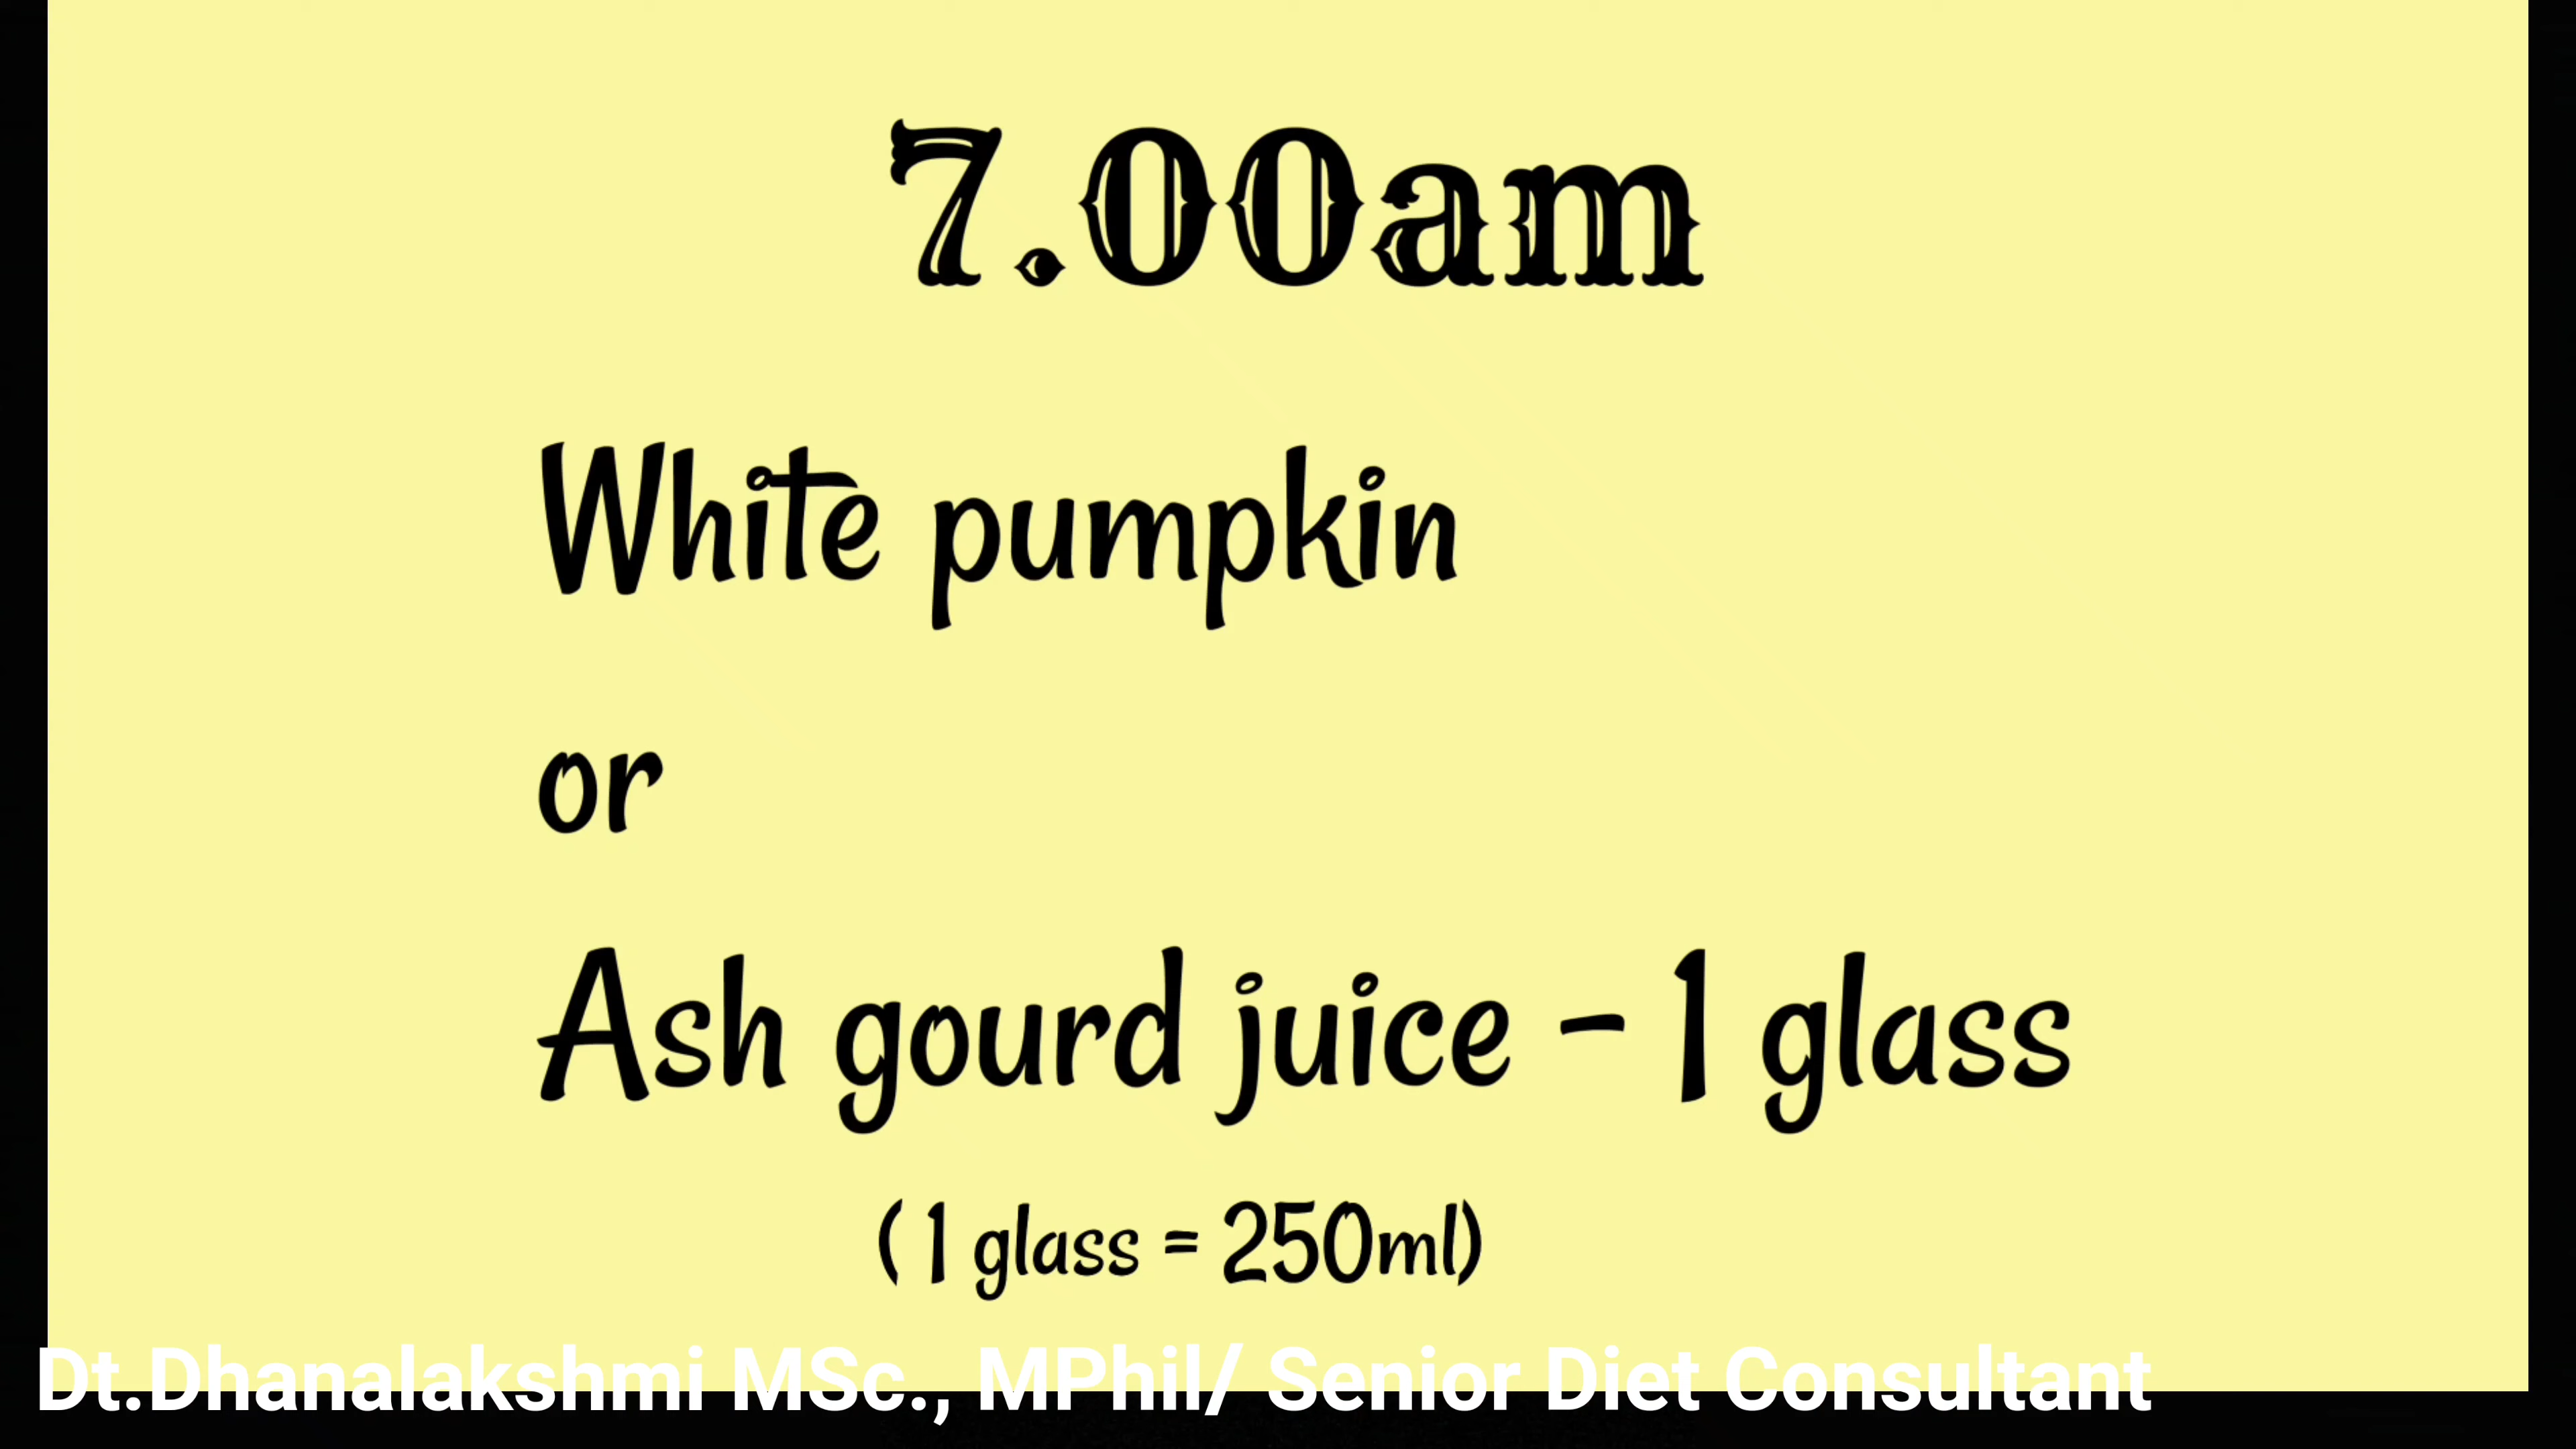 7.00am
White pumpkin
or
Ash gourd juice - 1 glass
( 1 glass = 250ml)
Dt.Dhanalakshmi MSc., MPhil/ Senior Diet Consultant